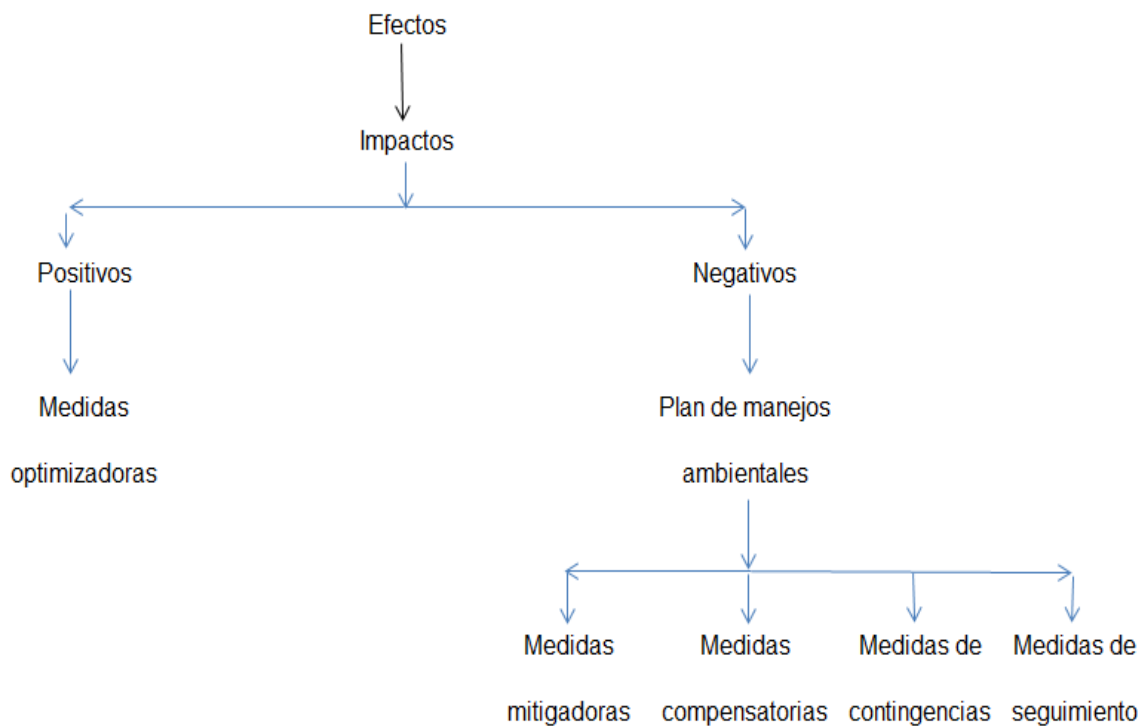 Efectos
Impactos
Positivos
Negativos
Medidas
optimizadoras
Plan de manejos
ambientales
Medidas
mitigadoras
Medidas
compensatorias
Medidas de
contingencias
Medidas de
seguimiento